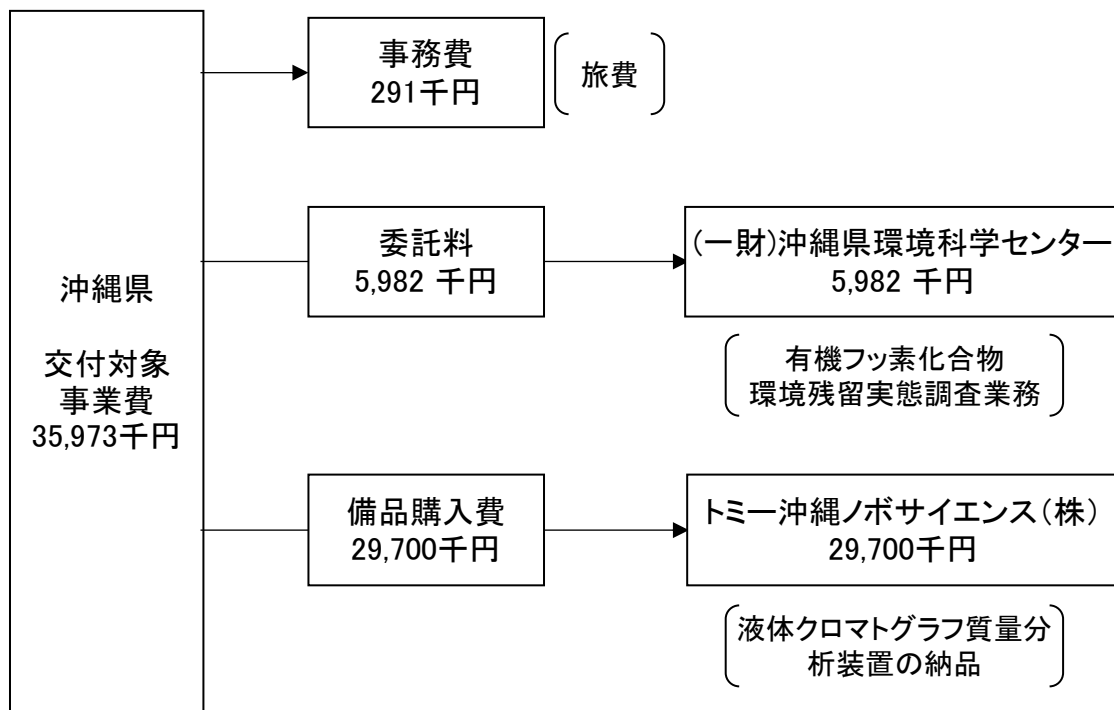 沖縄県
交付対象
事業費
35,973千円
事務費
291千円
旅費
委託料
5,982 千円
(一財)沖縄県環境科学センター
5,982 千円
有機フッ素化合物
環境残留実態調査業務
備品購入費
29,700千円
トミー沖縄ノボサイエンス(株)
29,700千円
液体クロマトグラフ質量分
析装置の納品